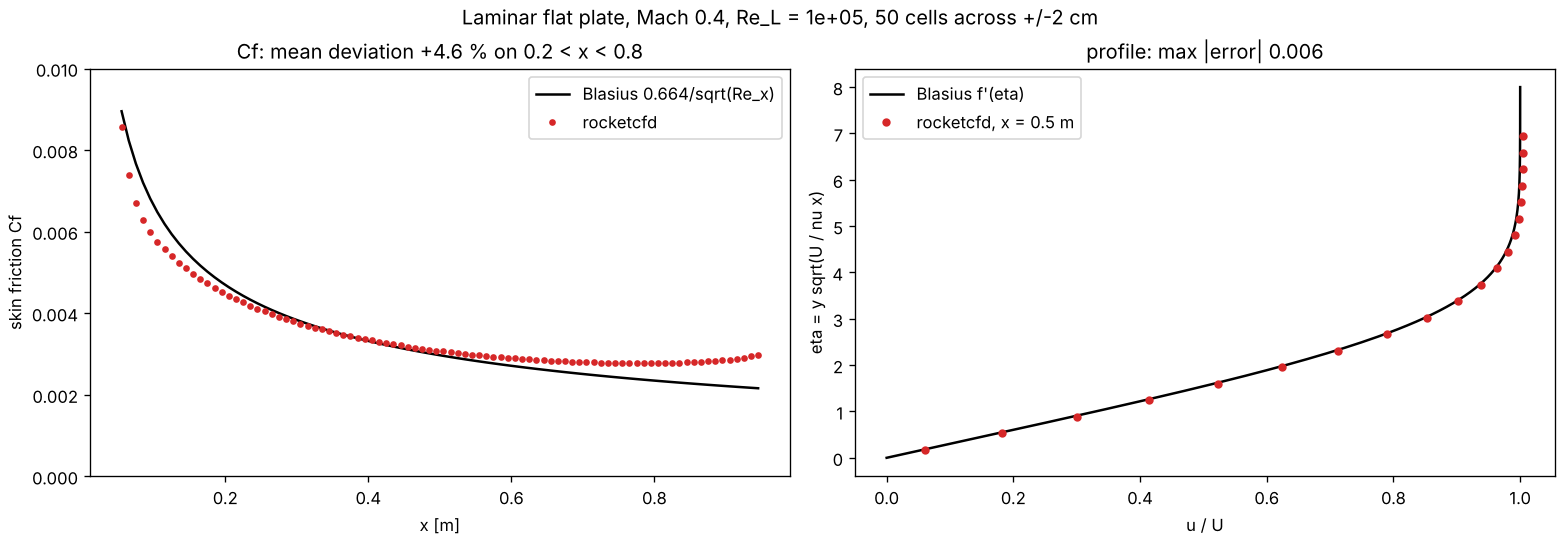 Laminar flat plate, Mach 0.4, Re_L = 1e+05, 50 cells across +/-2 cm
Cf: mean deviation +4.6 % on 0.2 < x < 0.8
0.010
0.008
0.006
0.004
0.002
0.000
skin friction Cf
Blasius 0.664/sqrt(Re_x)
rocketcfd
0.2
0.4
0.6
0.8
x [m]
profile: max |error| 0.006
8
7
6
5
4
3
2
1
0
eta = y sqrt(U / nu x)
Blasius f'(eta)
rocketcfd, x = 0.5 m
0.0
0.2
0.4
0.6
0.8
1.0
u / U